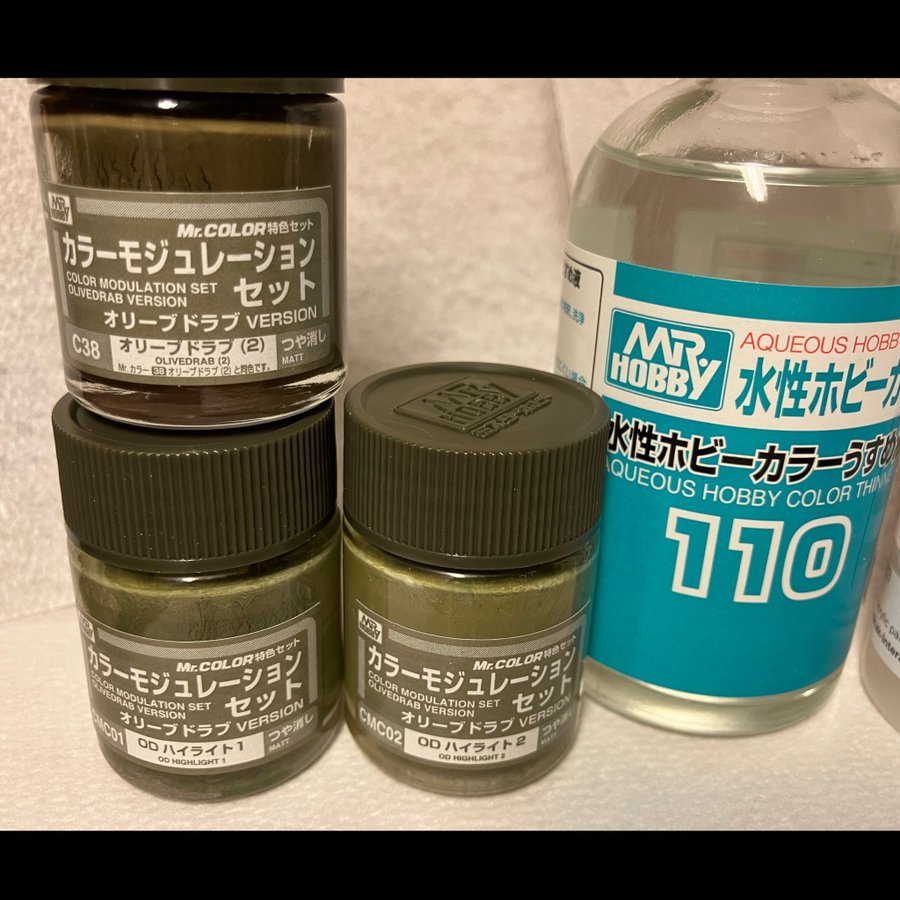 MR.
HOBBY
Mr.COLOR 特色セット
カラーモジュレーション
セット
COLOR MODULATION SET
OLIVEDRAB VERSION
オリーブドラブ VERSION
C38
オリーブドラブ (2)
OLIVEDRAB (2)
つや消し
MATT
Mr.カラー 38 オリーブドラブ (2) と同色です。
MR.
HOBBY
MR.
HOBBY
Mr.COLOR 特色セット
カラーモジュレーション
セット
COLOR MODULATION SET
OLIVEDRAB VERSION
オリーブドラブ VERSION
CMC01
OD ハイライト1
OD HIGHLIGHT 1
つや消し
MATT
MR.
HOBBY
Mr.COLOR 特色セット
カラーモジュレーション
セット
COLOR MODULATION SET
OLIVEDRAB VERSION
オリーブドラブ VERSION
CMC02
OD ハイライト2
OD HIGHLIGHT 2
つや消し
MATT
MR.
HOBBY
AQUEOUS HOBB
水性ホビーカ
水性ホビーカラーうすめ
AQUEOUS HOBBY COLOR THINN
110